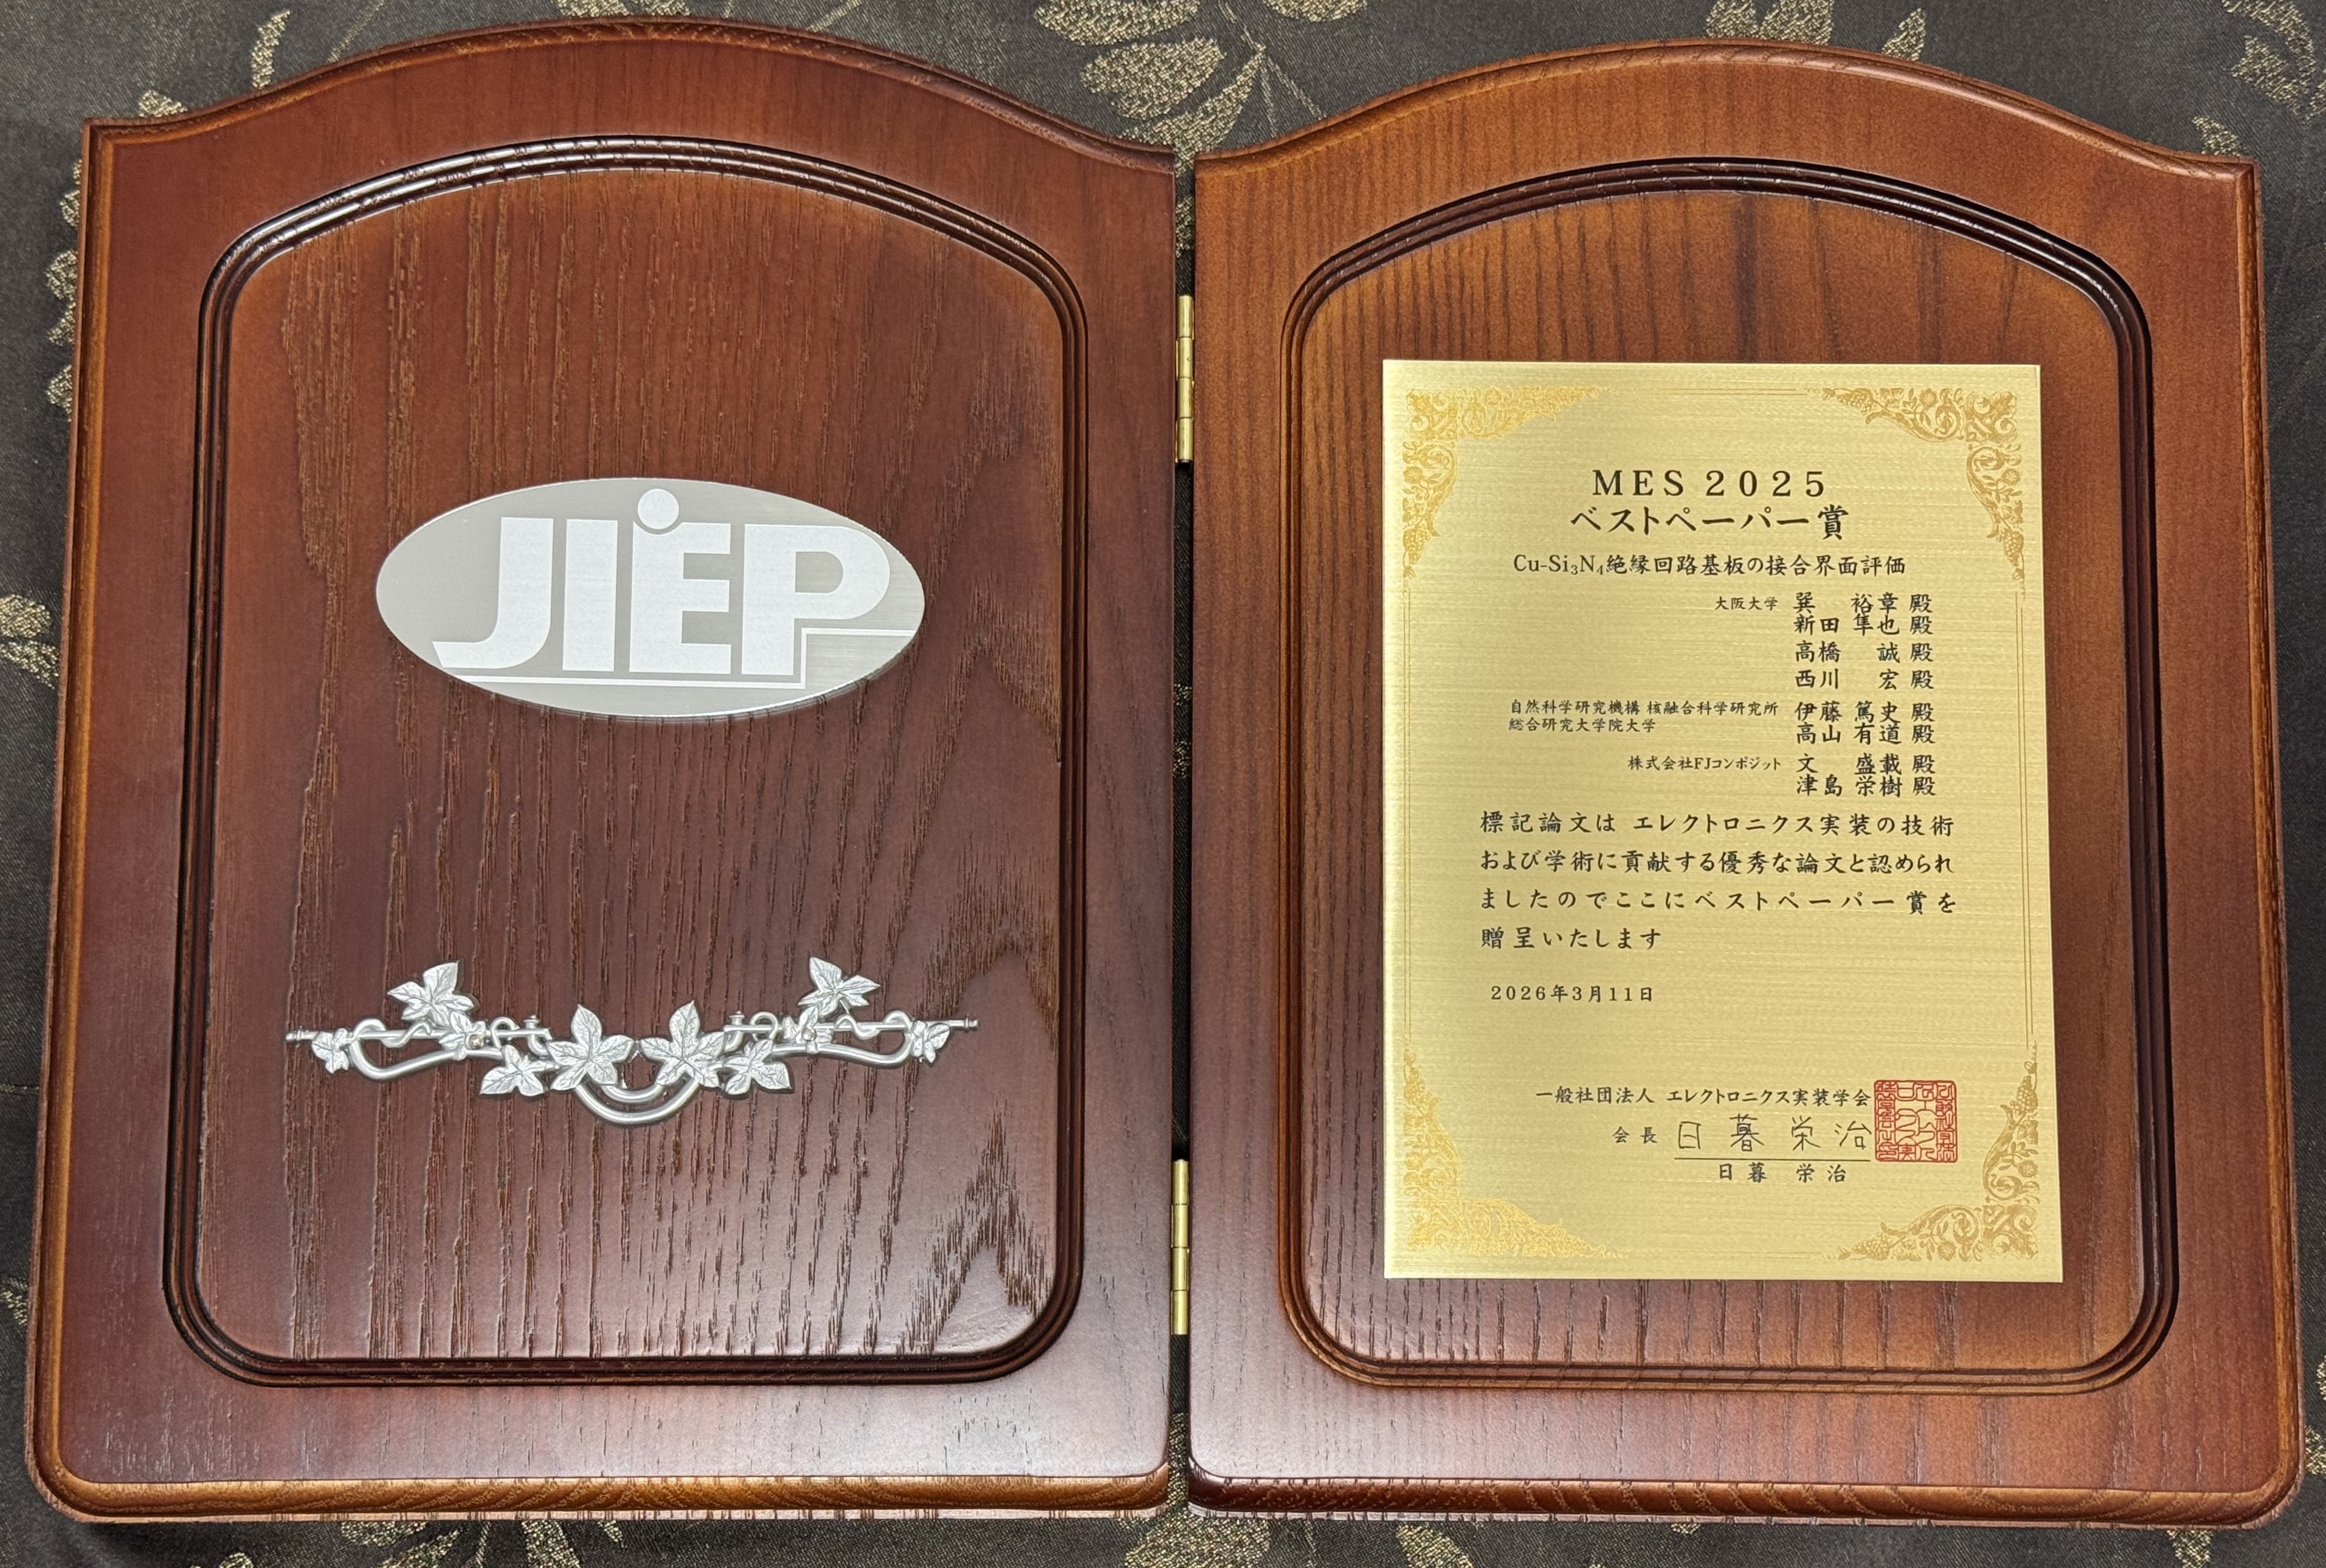 JIEP
MES 2025
ベストペーパー賞
Cu-Si₃N₄絶縁回路基板の接合界面評価
大阪大学 巽 裕章 殿
新田 隼也 殿
高橋 誠 殿
西川 宏 殿
自然科学研究機構 核融合科学研究所 伊藤 篤史 殿
総合研究大学院大学 高山 有道 殿
株式会社FJコンポジット 文 盛載 殿
津島 栄樹 殿
標記論文は エレクトロニクス実装の技術
および学術に貢献する優秀な論文と認められ
ましたのでここにベストペーパー賞を
贈呈いたします
2026年3月11日
一般社団法人 エレクトロニクス実装学会
会長 日暮栄治
日暮 栄治